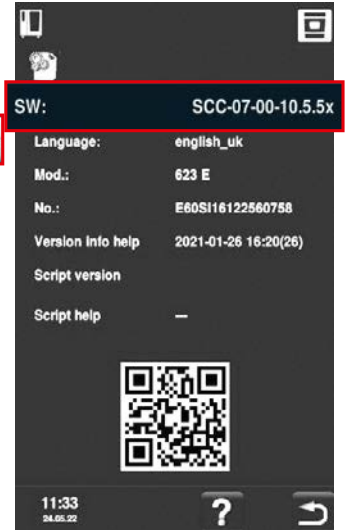 SW: SCC-07-00-10.5.5x
Language: english_uk
Mod.: 623 E
No.: E60SI16122560758
Version Info help 2021-01-26 16:20(26)
Script version
Script help —
11:33
24.05.22
?